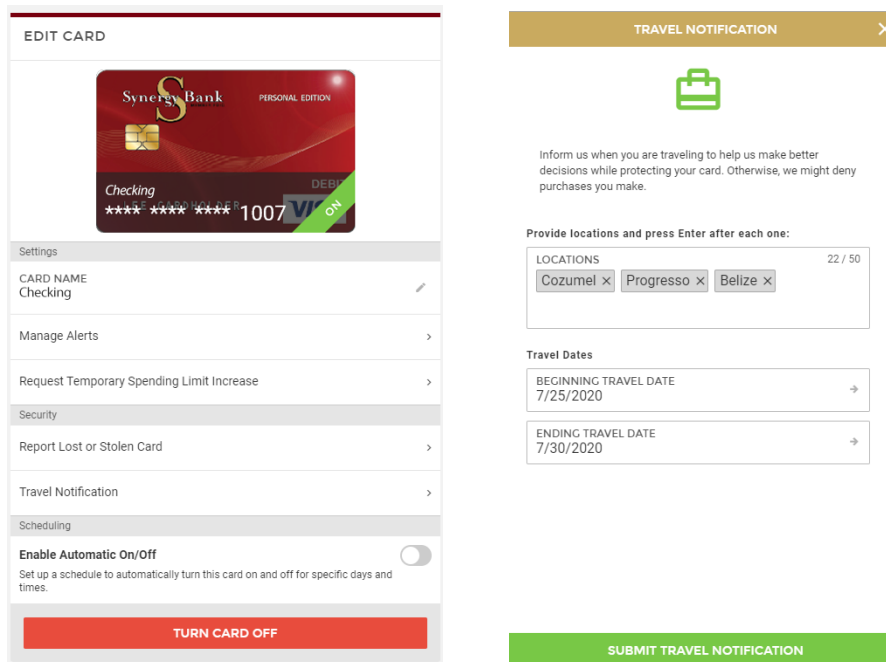 EDIT CARD
Synergy Bank
PERSONAL EDITION
DEBIT
Checking
LEE CARDHOLDER
**** **** **** 1007
VISA
ON
Settings
CARD NAME
Checking
Manage Alerts
Request Temporary Spending Limit Increase
Security
Report Lost or Stolen Card
Travel Notification
Scheduling
Enable Automatic On/Off
Set up a schedule to automatically turn this card on and off for specific days and
times.
TURN CARD OFF
TRAVEL NOTIFICATION
Inform us when you are traveling to help us make better
decisions while protecting your card. Otherwise, we might deny
purchases you make.
Provide locations and press Enter after each one:
LOCATIONS 22 / 50
Cozumel × Progresso × Belize ×
Travel Dates
BEGINNING TRAVEL DATE
7/25/2020
ENDING TRAVEL DATE
7/30/2020
SUBMIT TRAVEL NOTIFICATION